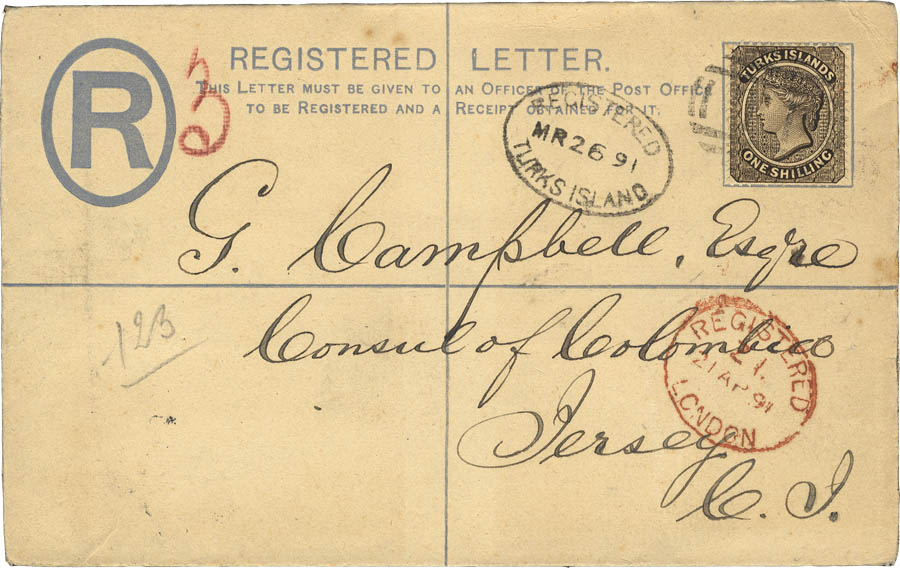 REGISTERED LETTER.
THIS LETTER MUST BE GIVEN TO AN OFFICER OF THE POST OFFICE
TO BE REGISTERED AND A RECEIPT OBTAINED FOR IT.
R
3
TURKS ISLANDS
ONE SHILLING
REGISTERED
MR 26 91
TURKS ISLAND
G. Campbell, Esqre
Consul of Colombia
Jersey
C. I.
123
REGISTERED
21 AP 91
LONDON